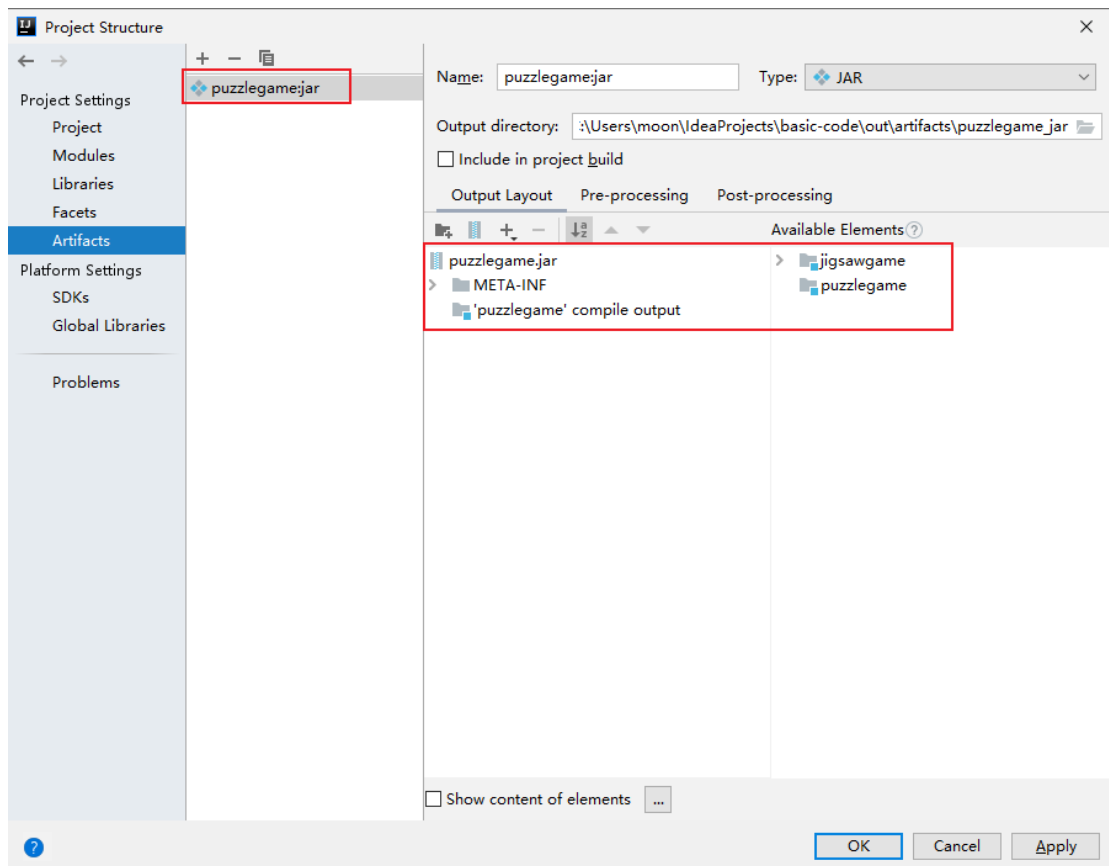 Project Structure
Project Settings
Project
Modules
Libraries
Facets
Artifacts
Platform Settings
SDKs
Global Libraries
Problems
puzzlegame:jar
Name: puzzlegame:jar Type: JAR
Output directory: :\Users\moon\IdeaProjects\basic-code\out\artifacts\puzzlegame_jar
Include in project build
Output Layout Pre-processing Post-processing
Available Elements ?
puzzlegame.jar
META-INF
'puzzlegame' compile output
jigsawgame
puzzlegame
Show content of elements ...
? OK Cancel Apply